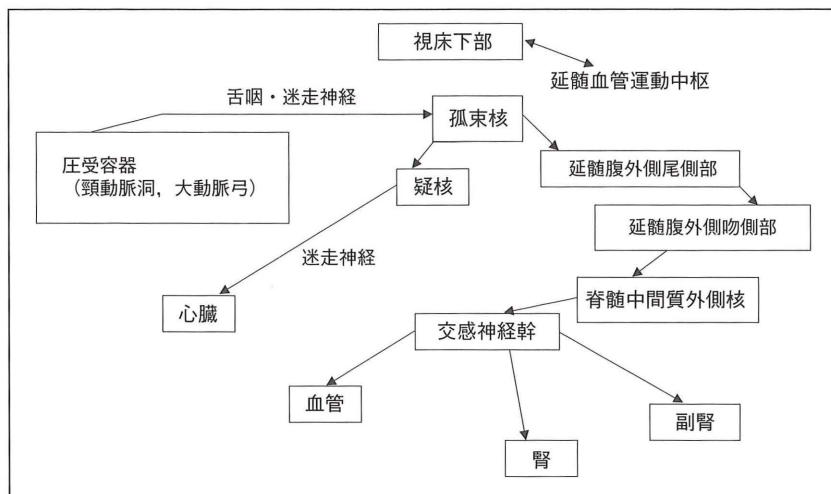 視床下部
延髄血管運動中枢
舌咽・迷走神経
孤束核
圧受容器
（頸動脈洞，大動脈弓）
延髄腹外側尾側部
疑核
延髄腹外側吻側部
迷走神経
脊髄中間質外側核
心臓
交感神経幹
血管
副腎
腎